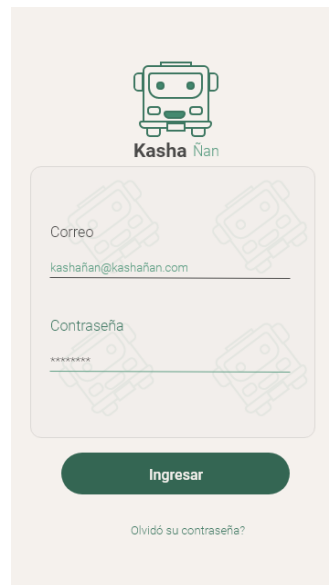 Kasha Ñan
Correo
kashañan@kashañan.com
Contraseña
********
Ingresar
Olvidó su contraseña?